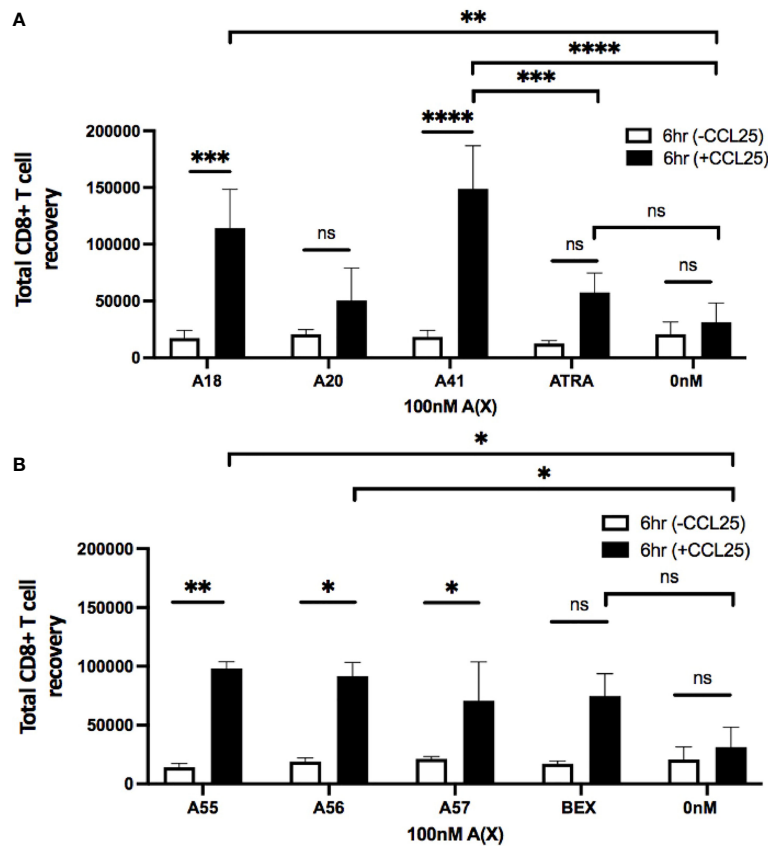 A
**
****
***
****
***
ns
ns
ns
ns
6hr (-CCL25)
6hr (+CCL25)
Total CD8+ T cell
recovery
200000
150000
100000
50000
0
A18 A20 A41 ATRA 0nM
100nM A(X)
B
*
*
6hr (-CCL25)
6hr (+CCL25)
ns
**
*
*
ns
ns
Total CD8+ T cell
recovery
200000
150000
100000
50000
0
A55 A56 A57 BEX 0nM
100nM A(X)